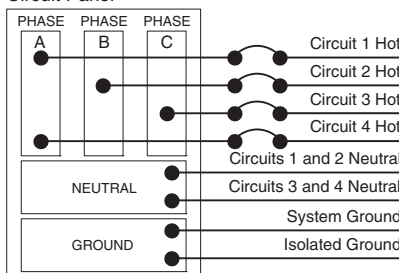 Circuit Panel
PHASE PHASE PHASE
A B C
Circuit 1 Hot
Circuit 2 Hot
Circuit 3 Hot
Circuit 4 Hot
Circuits 1 and 2 Neutral
NEUTRAL
Circuits 3 and 4 Neutral
System Ground
GROUND
Isolated Ground